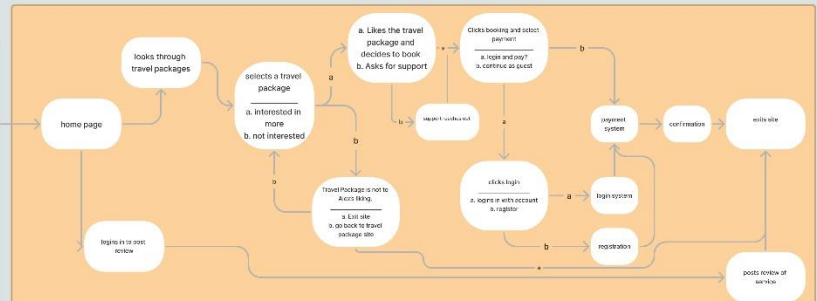 looks through
travel packages
home page
selects a travel
package
a. interested in
more
b. not interested
a
b
b
a. Likes the travel
package and
decides to book
b. Asks for support
a
b
Clicks booking and select
payment
a. login and pay?
b. continue as guest
b
a
Travel Package is not to
Alex's liking.
a. Exit site
b. go back to travel
package site
a
clicks login
a. logins in with account
b. register
a
b
login system
registration
payment
system
confirmation
exits site
logins in to post
review
posts review of
service